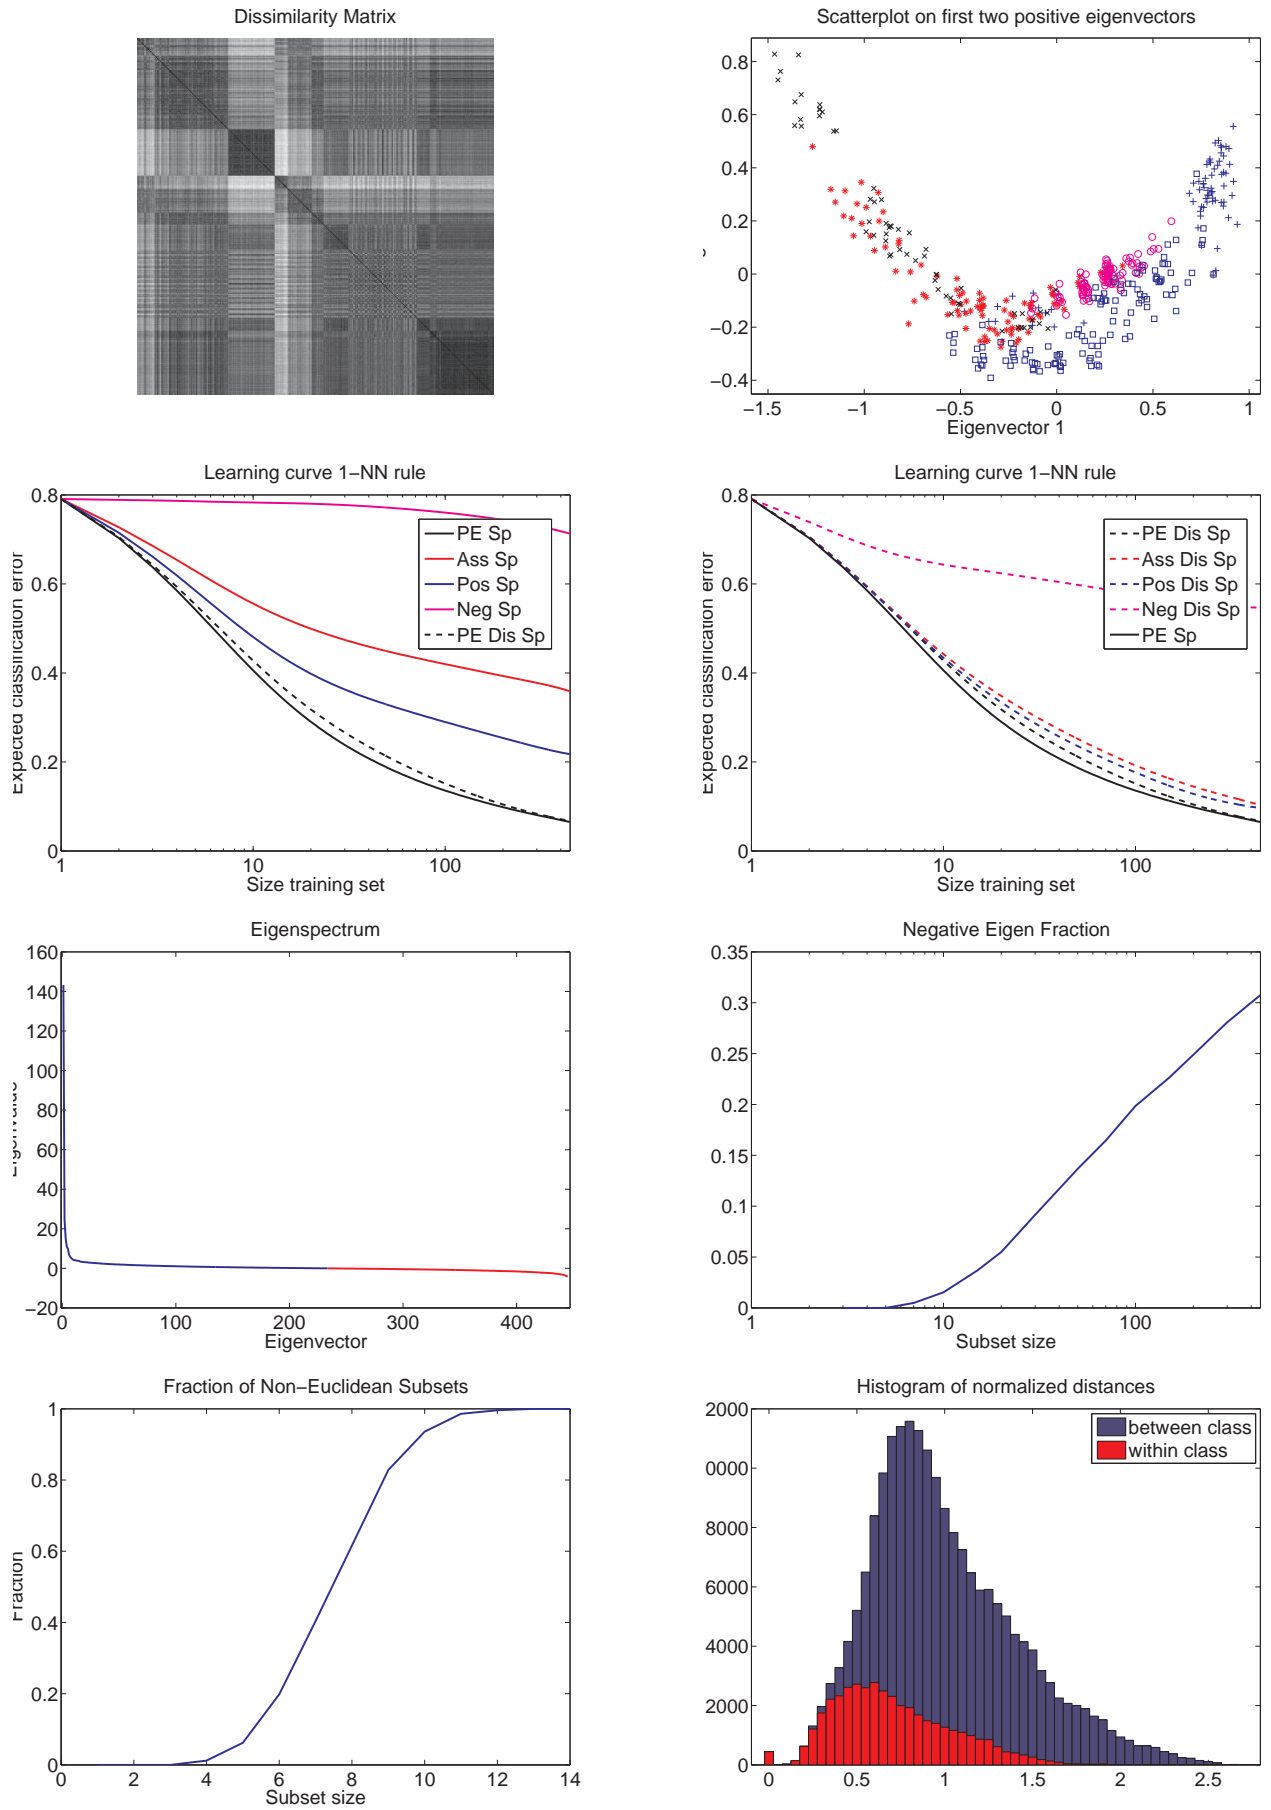 Dissimilarity Matrix
Scatterplot on first two positive eigenvectors
0.8
0.6
0.4
0.2
0
−0.2
−0.4
−1.5 −1 −0.5 0 0.5 1
Eigenvector 1
Learning curve 1−NN rule
Expected classification error
0.8
0.6
0.4
0.2
0
PE Sp
Ass Sp
Pos Sp
Neg Sp
PE Dis Sp
1 10 100
Size training set
Learning curve 1−NN rule
Expected classification error
0.8
0.6
0.4
0.2
0
PE Dis Sp
Ass Dis Sp
Pos Dis Sp
Neg Dis Sp
PE Sp
1 10 100
Size training set
Eigenspectrum
Eigenvalue
160
140
120
100
80
60
40
20
0
−20
0 100 200 300 400
Eigenvector
Negative Eigen Fraction
0.35
0.3
0.25
0.2
0.15
0.1
0.05
0
1 10 100
Subset size
Fraction of Non−Euclidean Subsets
Fraction
1
0.8
0.6
0.4
0.2
0
0 2 4 6 8 10 12 14
Subset size
Histogram of normalized distances
2000
0000
8000
6000
4000
2000
0
between class
within class
0 0.5 1 1.5 2 2.5